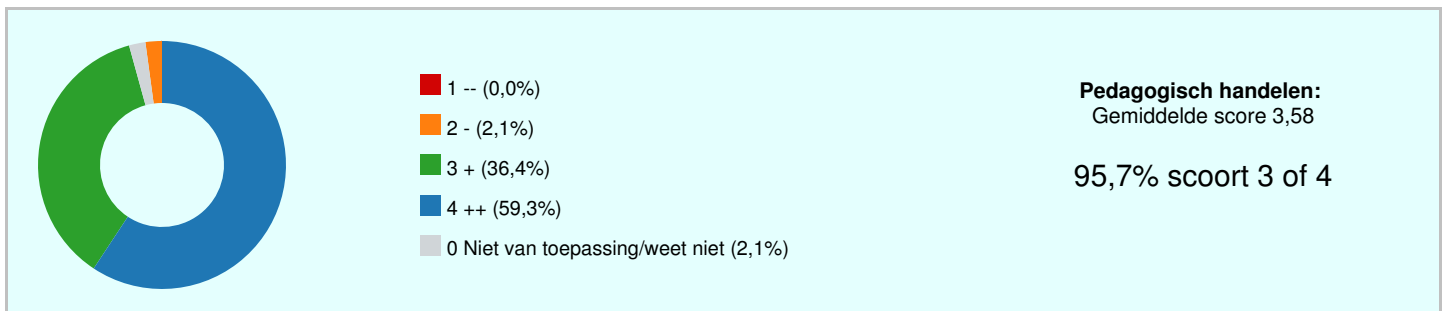 1 -- (0,0%)
2 - (2,1%)
3 + (36,4%)
4 ++ (59,3%)
0 Niet van toepassing/weet niet (2,1%)
Pedagogisch handelen:
Gemiddelde score 3,58
95,7% scoort 3 of 4